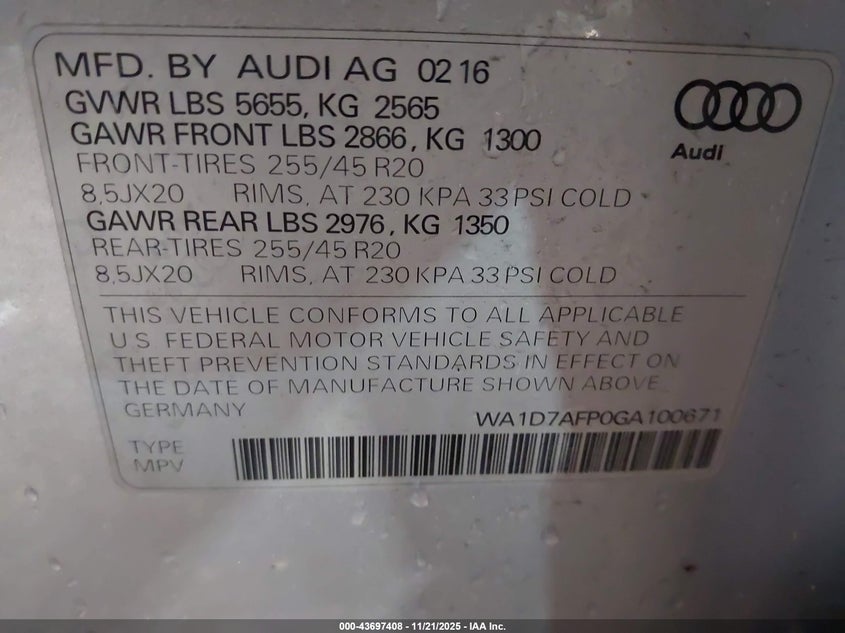 MFD. BY AUDI AG 02 16
GVWR LBS 5655, KG 2565
GAWR FRONT LBS 2866, KG 1300
FRONT-TIRES 255/45 R20
8,5JX20 RIMS, AT 230 KPA 33 PSI COLD
GAWR REAR LBS 2976, KG 1350
REAR-TIRES 255/45 R20
8,5JX20 RIMS, AT 230 KPA 33 PSI COLD
Audi
THIS VEHICLE CONFORMS TO ALL APPLICABLE
U.S. FEDERAL MOTOR VEHICLE SAFETY AND
THEFT PREVENTION STANDARDS IN EFFECT ON
THE DATE OF MANUFACTURE SHOWN ABOVE.
GERMANY WA1D7AFP0GA100671
TYPE
MPV
000-43697408 - 11/21/2025 - IAA Inc.